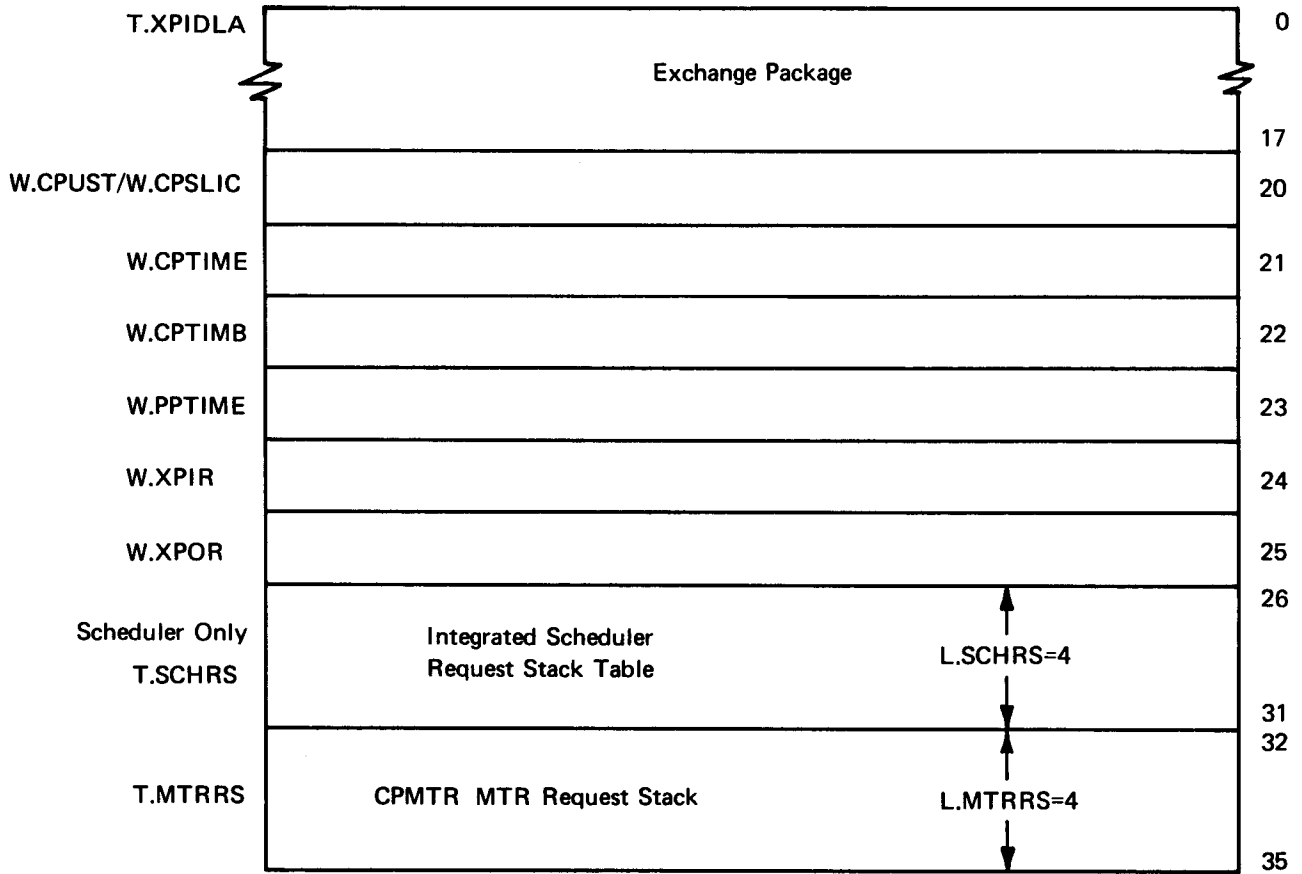 T.XPIDLA 0
Exchange Package
17
W.CPUST/W.CPSLIC 20
W.CPTIME 21
W.CPTIMB 22
W.PPTIME 23
W.XPIR 24
W.XPOR 25
26
Scheduler Only Integrated Scheduler L.SCHRS=4
T.SCHRS Request Stack Table
31
32
T.MTRRS CPMTR MTR Request Stack L.MTRRS=4
35